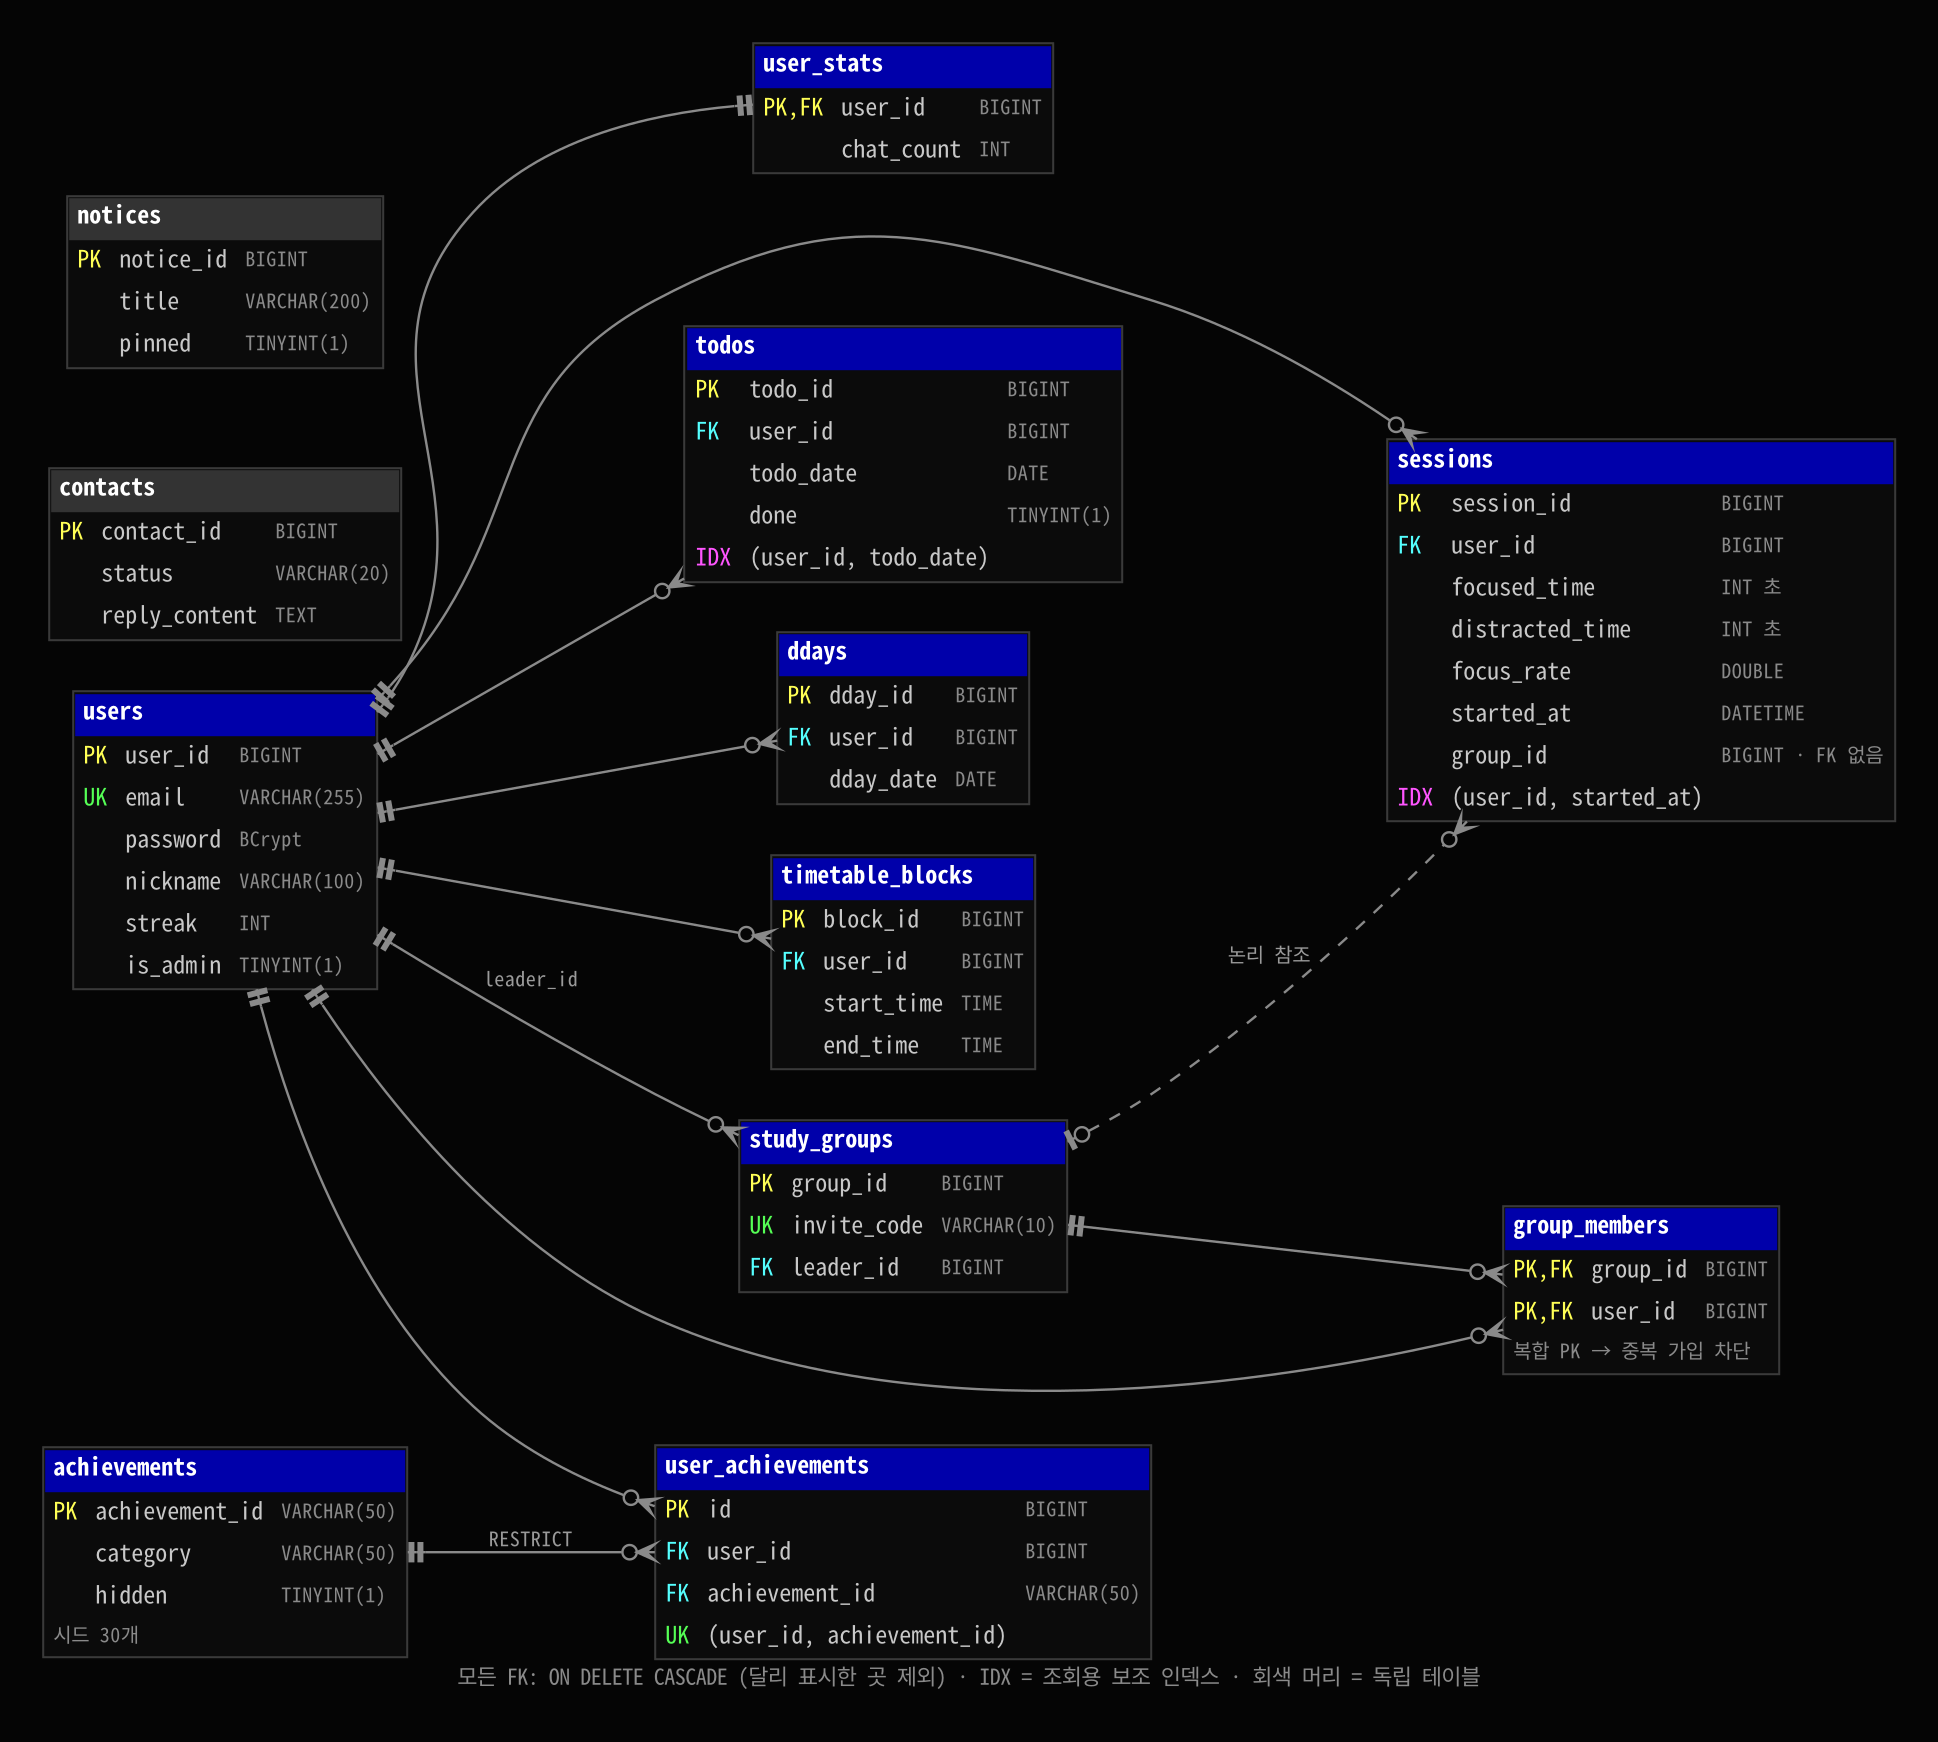 user_stats
PK,FK user_id BIGINT
chat_count INT
notices
PK notice_id BIGINT
title VARCHAR(200)
pinned TINYINT(1)
todos
PK todo_id BIGINT
FK user_id BIGINT
todo_date DATE
done TINYINT(1)
IDX (user_id, todo_date)
sessions
PK session_id BIGINT
FK user_id BIGINT
focused_time INT 초
distracted_time INT 초
focus_rate DOUBLE
started_at DATETIME
group_id BIGINT · FK 없음
IDX (user_id, started_at)
contacts
PK contact_id BIGINT
status VARCHAR(20)
reply_content TEXT
ddays
PK dday_id BIGINT
FK user_id BIGINT
dday_date DATE
users
PK user_id BIGINT
UK email VARCHAR(255)
password BCrypt
nickname VARCHAR(100)
streak INT
is_admin TINYINT(1)
timetable_blocks
PK block_id BIGINT
FK user_id BIGINT
start_time TIME
end_time TIME
leader_id
논리 참조
study_groups
PK group_id BIGINT
UK invite_code VARCHAR(10)
FK leader_id BIGINT
group_members
PK,FK group_id BIGINT
PK,FK user_id BIGINT
복합 PK → 중복 가입 차단
achievements
PK achievement_id VARCHAR(50)
category VARCHAR(50)
hidden TINYINT(1)
시드 30개
RESTRICT
user_achievements
PK id BIGINT
FK user_id BIGINT
FK achievement_id VARCHAR(50)
UK (user_id, achievement_id)
모든 FK: ON DELETE CASCADE (달리 표시한 곳 제외) · IDX = 조회용 보조 인덱스 · 회색 머리 = 독립 테이블